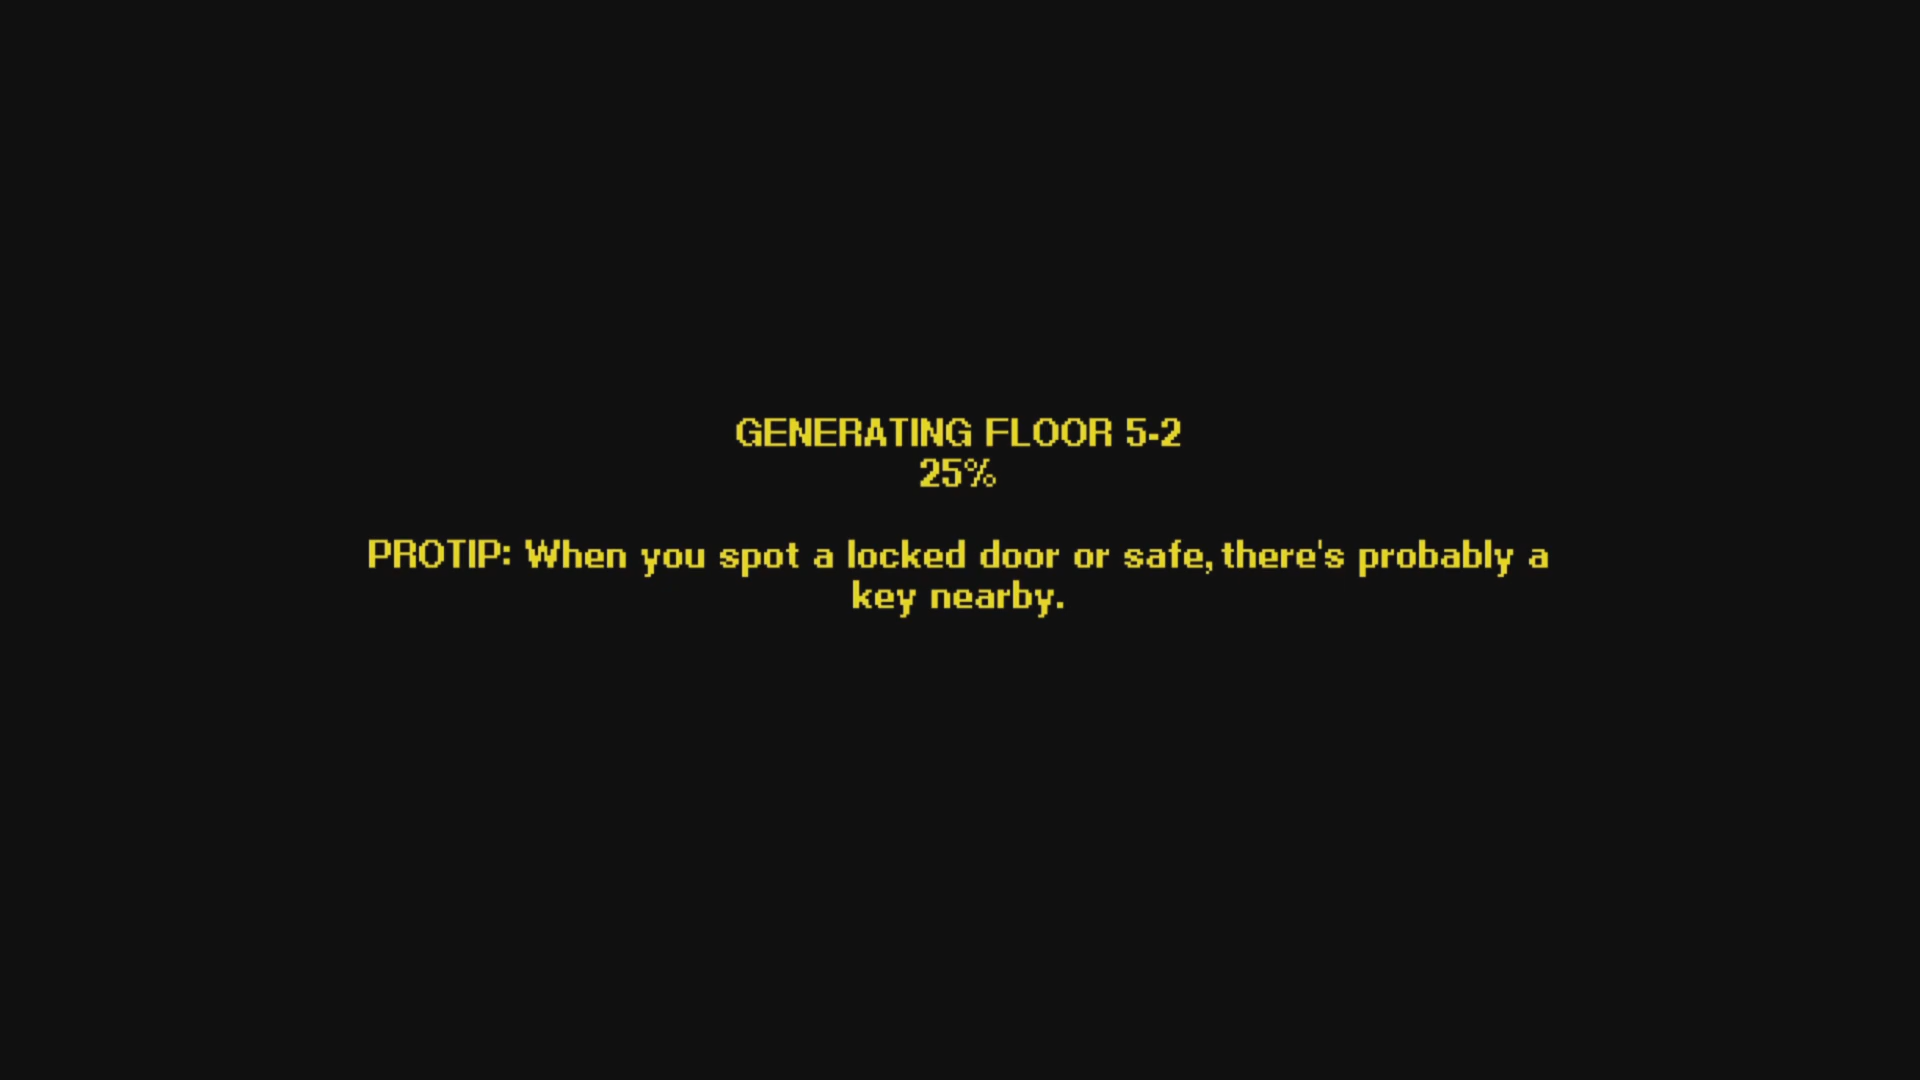 GENERATING FLOOR 5-2
25%
PROTIP: When you spot a locked door or safe, there's probably a
key nearby.